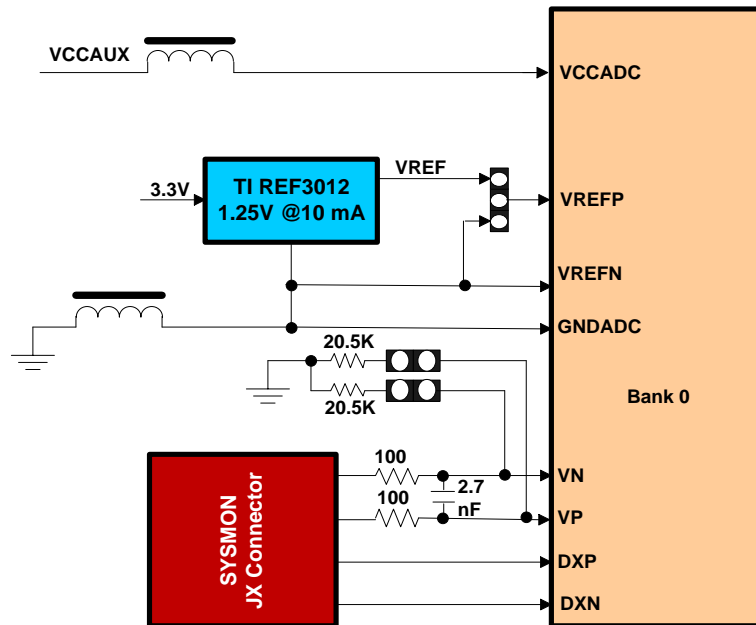 VCCAUX
VCCADC
TI REF3012
1.25V @10 mA
3.3V
VREF
VREFP
VREFN
GNDADC
20.5K
20.5K
Bank 0
100
100
2.7
nF
VN
VP
DXP
DXN
SYSMON
JX Connector